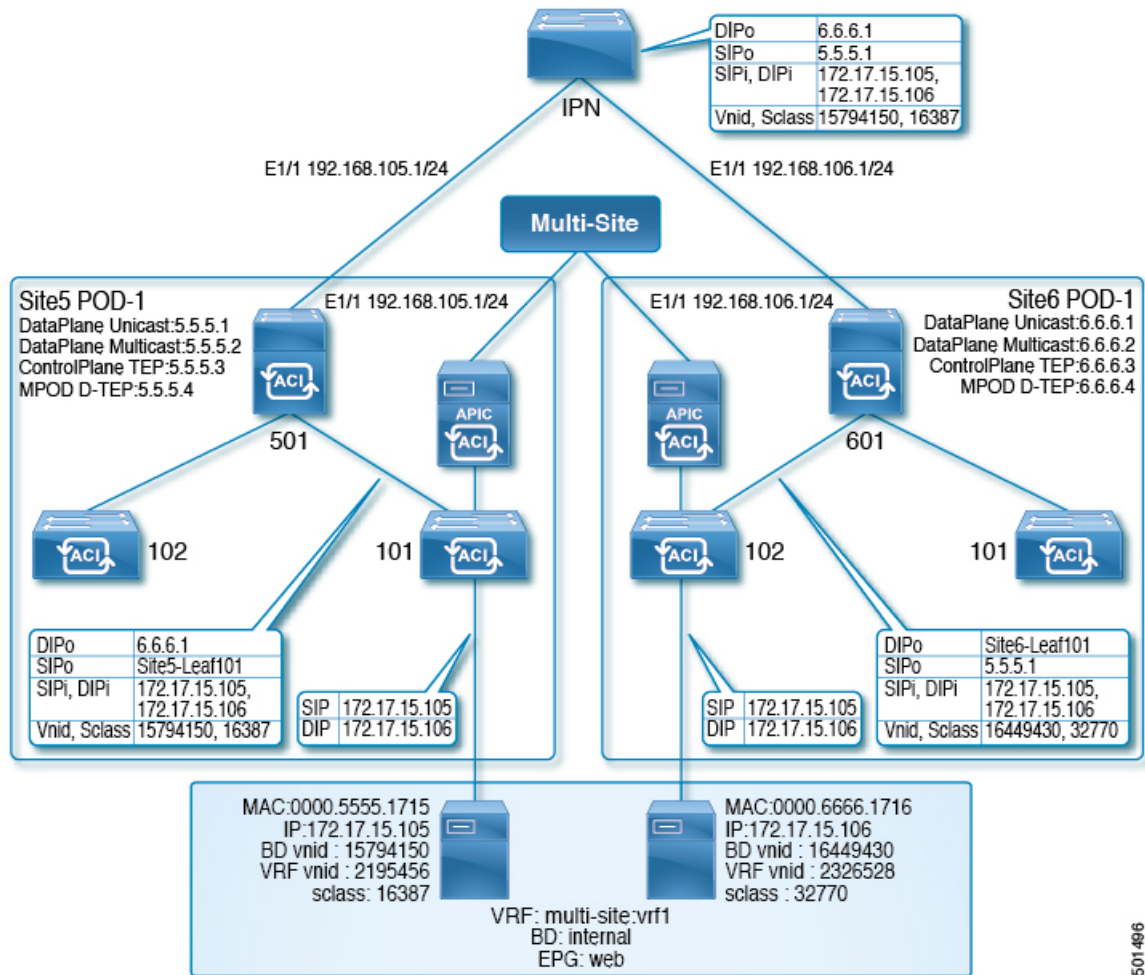 DIPo 6.6.6.1
SIPo 5.5.5.1
SIPi, DIPi 172.17.15.105,
172.17.15.106
Vnid, Sclass 15794150, 16387
IPN
E1/1 192.168.105.1/24
E1/1 192.168.106.1/24
Multi-Site
Site5 POD-1
DataPlane Unicast:5.5.5.1
DataPlane Multicast:5.5.5.2
ControlPlane TEP:5.5.5.3
MPOD D-TEP:5.5.5.4
E1/1 192.168.105.1/24
ACI
501
APIC
ACI
ACI
102
101
ACI
DIPo 6.6.6.1
SIPo Site5-Leaf101
SIPi, DIPi 172.17.15.105,
172.17.15.106
Vnid, Sclass 15794150, 16387
SIP 172.17.15.105
DIP 172.17.15.106
E1/1 192.168.106.1/24
Site6 POD-1
DataPlane Unicast:6.6.6.1
DataPlane Multicast:6.6.6.2
ControlPlane TEP:6.6.6.3
MPOD D-TEP:6.6.6.4
APIC
ACI
ACI
601
ACI
102
101
ACI
SIP 172.17.15.105
DIP 172.17.15.106
DIPo Site6-Leaf101
SIPo 5.5.5.1
SIPi, DIPi 172.17.15.105,
172.17.15.106
Vnid, Sclass 16449430, 32770
MAC:0000.5555.1715
IP:172.17.15.105
BD vnid : 15794150
VRF vnid : 2195456
sclass: 16387
MAC:0000.6666.1716
IP:172.17.15.106
BD vnid : 16449430
VRF vnid : 2326528
sclass : 32770
VRF: multi-site:vrf1
BD: internal
EPG: web
501496